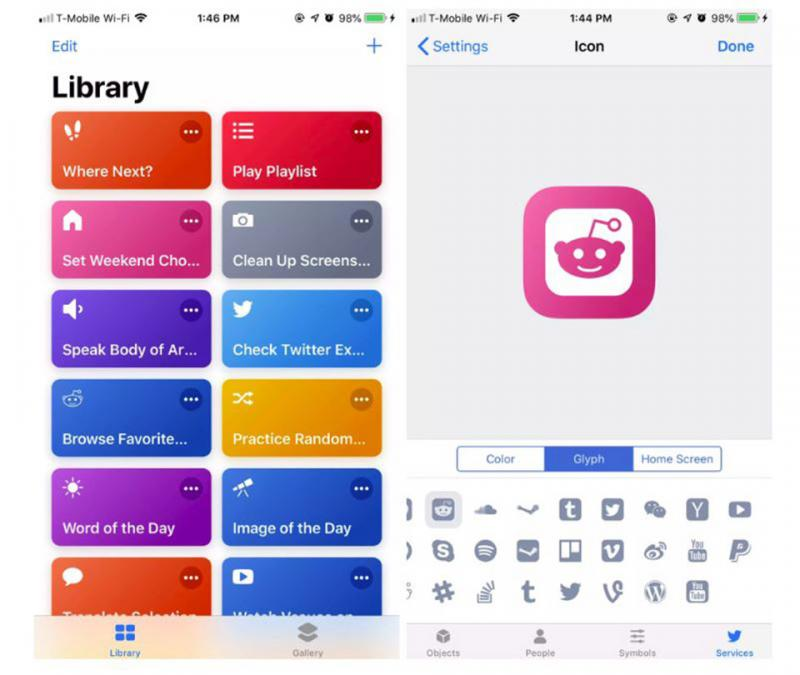 T-Mobile Wi-Fi 1:46 PM 98%
Edit +
Library
Where Next?
Play Playlist
Set Weekend Cho...
Clean Up Screens...
Speak Body of Ar...
Check Twitter Ex...
Browse Favorite...
Practice Random...
Word of the Day
Image of the Day
Translate Selection
Library
Gallery
T-Mobile Wi-Fi 1:44 PM 98%
Settings Icon Done
Color Glyph Home Screen
You Tube
You Tube
Objects People Symbols Services